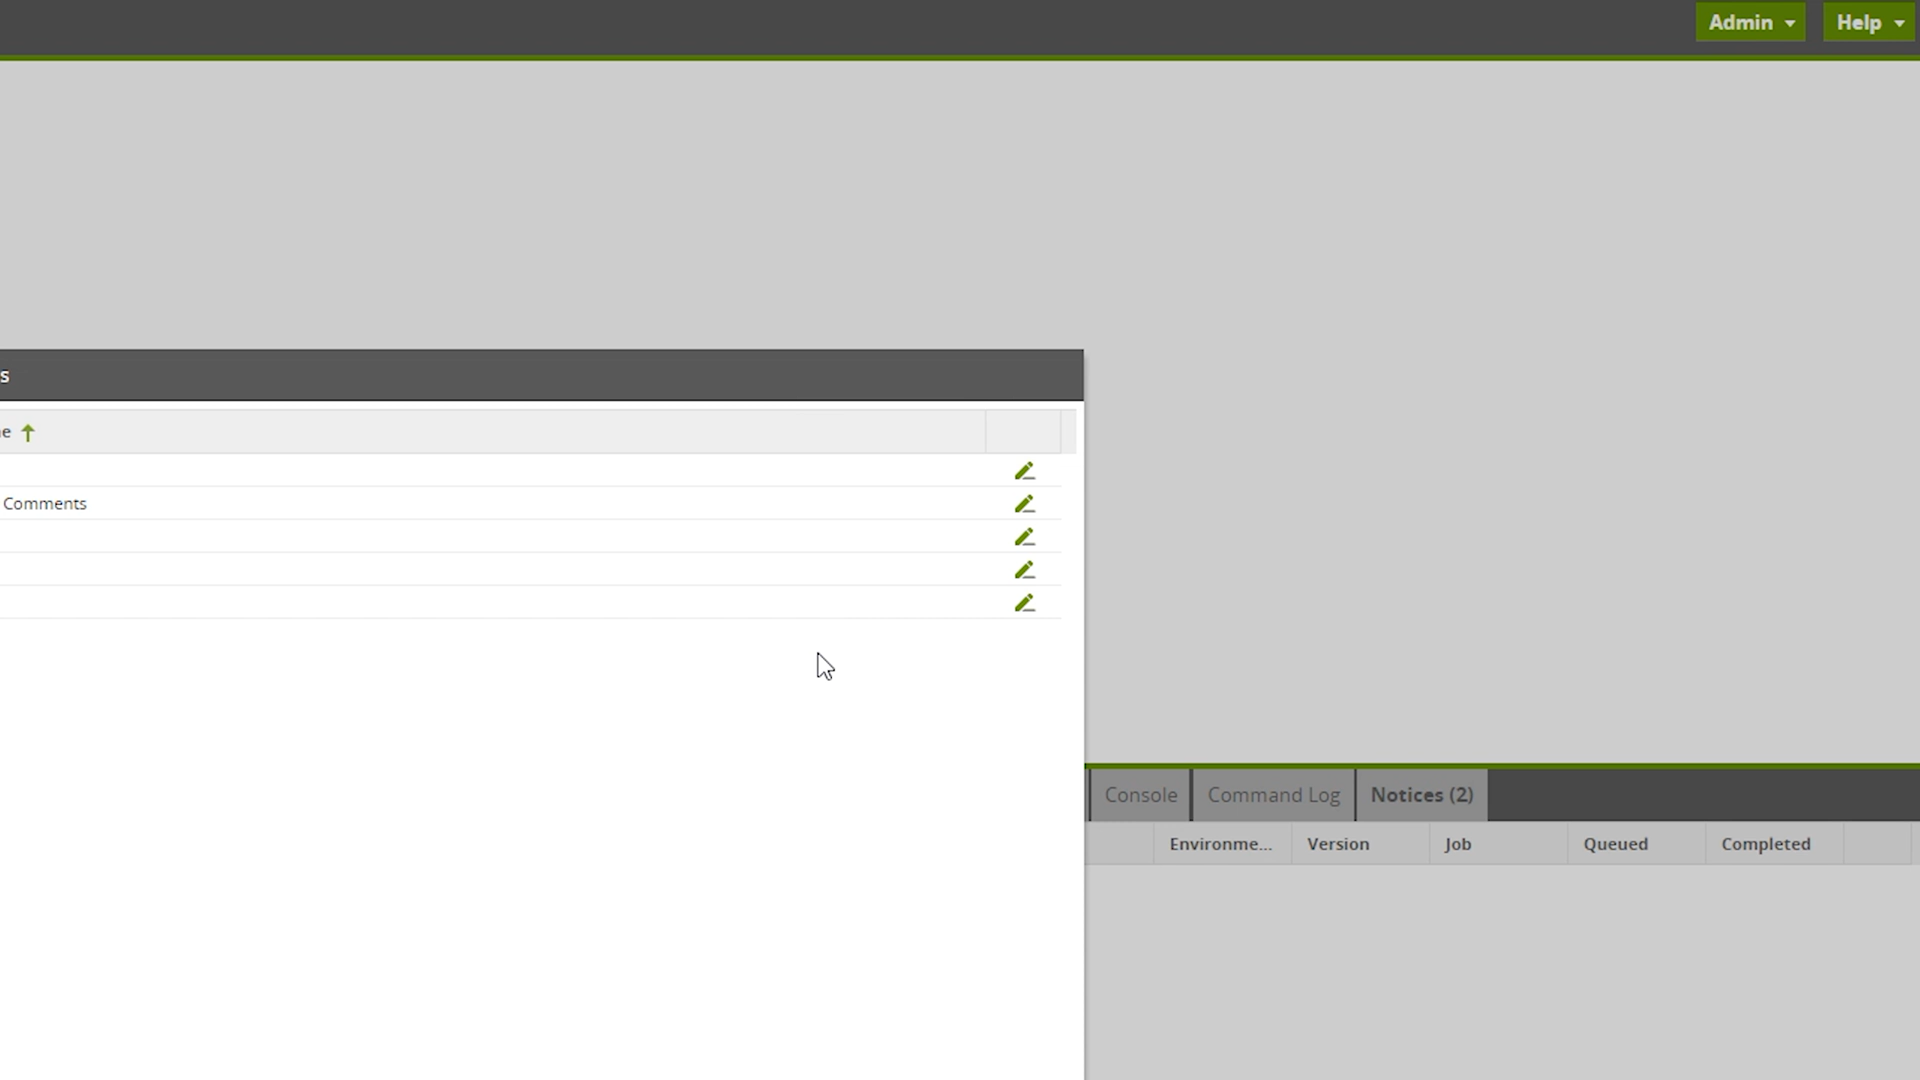 Admin
Help
s
e
Comments
Console
Command Log
Notices (2)
Environme...
Version
Job
Queued
Completed